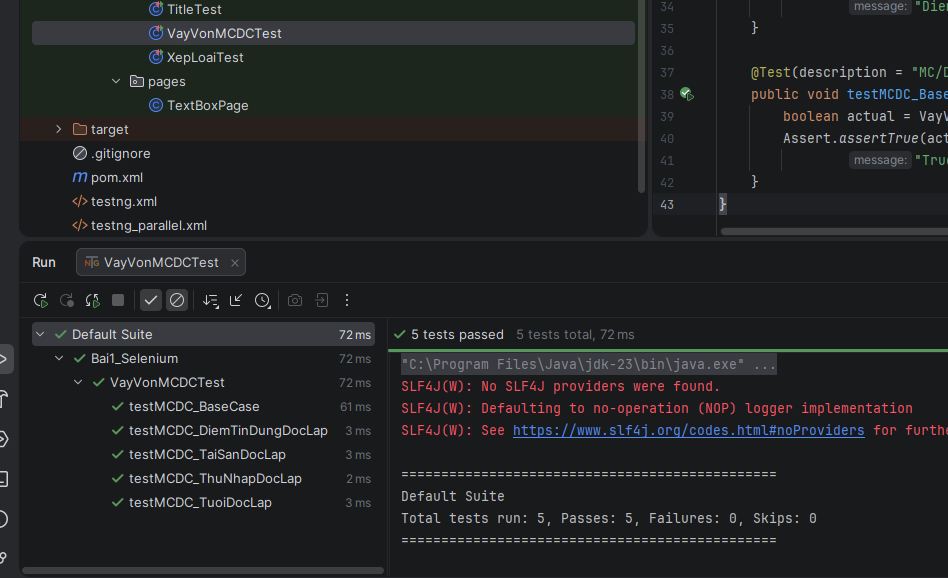 TitleTest
VayVonMCDCTest
XepLoaiTest
pages
TextBoxPage
target
.gitignore
pom.xml
testng.xml
testng_parallel.xml
34 message: "Diem
35 }
36
37 @Test(description = "MC/D
38 public void testMCDC_Base
39 boolean actual = VayV
40 Assert.assertTrue(act
41 message: "True
42 }
43 }
Run VayVonMCDCTest
Default Suite 72 ms
Bai1_Selenium 72 ms
VayVonMCDCTest 72 ms
testMCDC_BaseCase 61 ms
testMCDC_DiemTinDungDocLap 3 ms
testMCDC_TaiSanDocLap 3 ms
testMCDC_ThuNhapDocLap 2 ms
testMCDC_TuoiDocLap 3 ms
5 tests passed 5 tests total, 72 ms
"C:\Program Files\Java\jdk-23\bin\java.exe" ...
SLF4J(W): No SLF4J providers were found.
SLF4J(W): Defaulting to no-operation (NOP) logger implementation
SLF4J(W): See https://www.slf4j.org/codes.html#noProviders for furthe
===============================================
Default Suite
Total tests run: 5, Passes: 5, Failures: 0, Skips: 0
===============================================